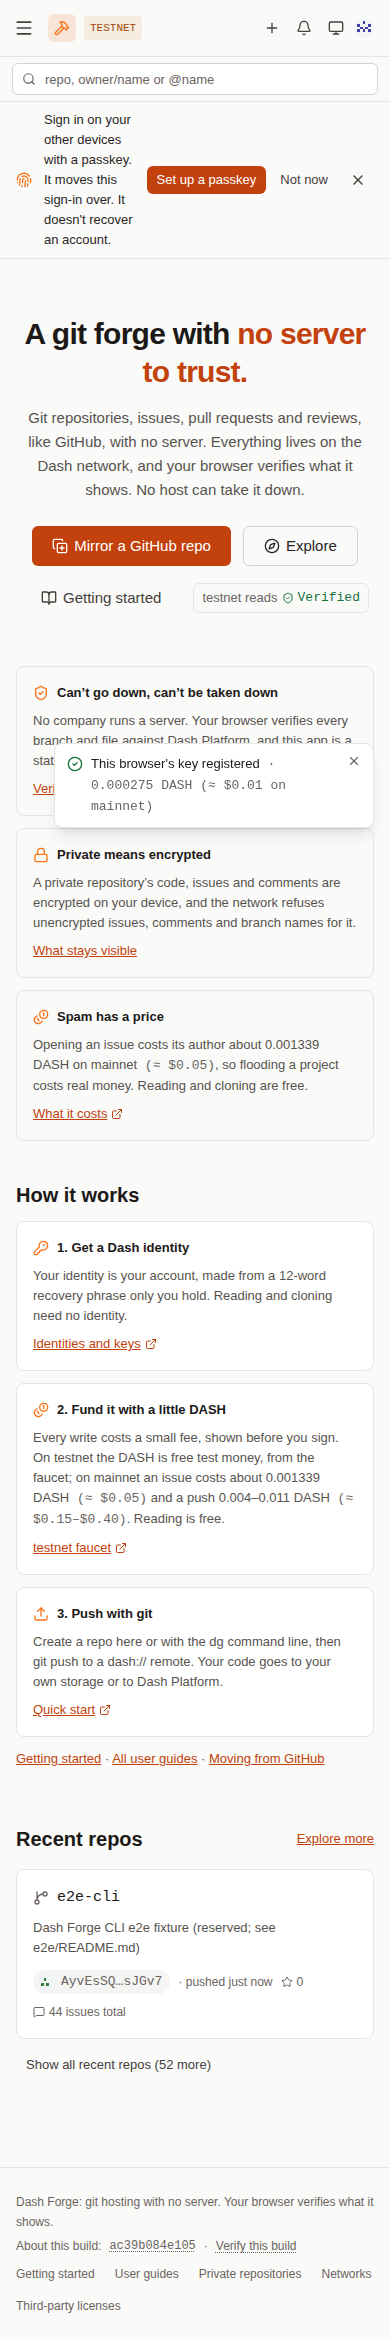 TESTNET
repo, owner/name or @name
Sign in on your
other devices
with a passkey.
It moves this
sign-in over. It
doesn't recover
an account.
Set up a passkey
Not now
A git forge with no server
to trust.
Git repositories, issues, pull requests and reviews,
like GitHub, with no server. Everything lives on the
Dash network, and your browser verifies what it
shows. No host can take it down.
Mirror a GitHub repo
Explore
Getting started
testnet reads Verified
Can't go down, can't be taken down
No company runs a server. Your browser verifies every
branch and file against Dash Platform, and this app is a
This browser's key registered ·
0.000275 DASH (≈ $0.01 on
mainnet)
Private means encrypted
A private repository's code, issues and comments are
encrypted on your device, and the network refuses
unencrypted issues, comments and branch names for it.
What stays visible
Spam has a price
Opening an issue costs its author about 0.001339
DASH on mainnet (≈ $0.05), so flooding a project
costs real money. Reading and cloning are free.
What it costs
How it works
1. Get a Dash identity
Your identity is your account, made from a 12-word
recovery phrase only you hold. Reading and cloning
need no identity.
Identities and keys
2. Fund it with a little DASH
Every write costs a small fee, shown before you sign.
On testnet the DASH is free test money, from the
faucet; on mainnet an issue costs about 0.001339
DASH (≈ $0.05) and a push 0.004–0.011 DASH (≈
$0.15–$0.40). Reading is free.
testnet faucet
3. Push with git
Create a repo here or with the dg command line, then
git push to a dash:// remote. Your code goes to your
own storage or to Dash Platform.
Quick start
Getting started · All user guides · Moving from GitHub
Recent repos
Explore more
e2e-cli
Dash Forge CLI e2e fixture (reserved; see
e2e/README.md)
AyvEsSQ…sJGv7 · pushed just now 0
44 issues total
Show all recent repos (52 more)
Dash Forge: git hosting with no server. Your browser verifies what it
shows.
About this build: ac39b084e105 · Verify this build
Getting started User guides Private repositories Networks
Third-party licenses